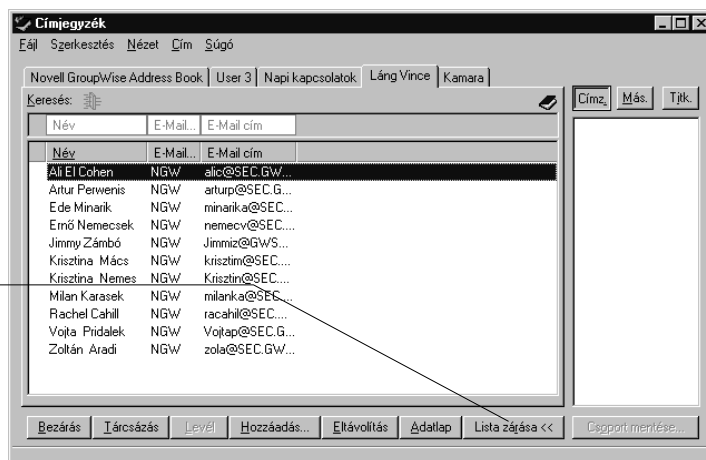 Címjegyzék
Fájl Szerkesztés Nézet Cím Súgó
Novell GroupWise Address Book User 3 Napi kapcsolatok Láng Vince Kamara
Keresés:
Címz. Más. Titk.
Név E-Mail... E-Mail cím
Név E-Mail... E-Mail cím
Ali El Cohen NGW alic@SEC.GW...
Artur Perwenis NGW arturp@SEC.G...
Ede Minarik NGW minarika@SEC...
Ernő Nemecsek NGW nemecv@SEC...
Jimmy Zámbó NGW Jimmiz@GWS...
Krisztina Mács NGW krisztim@SEC....
Krisztina Nemes NGW Krisztin@SEC....
Milan Karasek NGW milanka@SEC....
Rachel Cahill NGW racahil@SEC....
Vojta Pridalek NGW Vojtap@SEC.G...
Zoltán Aradi NGW zola@SEC.GW...
Bezárás Tárcsázás Levél Hozzáadás... Eltávolítás Adatlap Lista zárása << Csoport mentése...